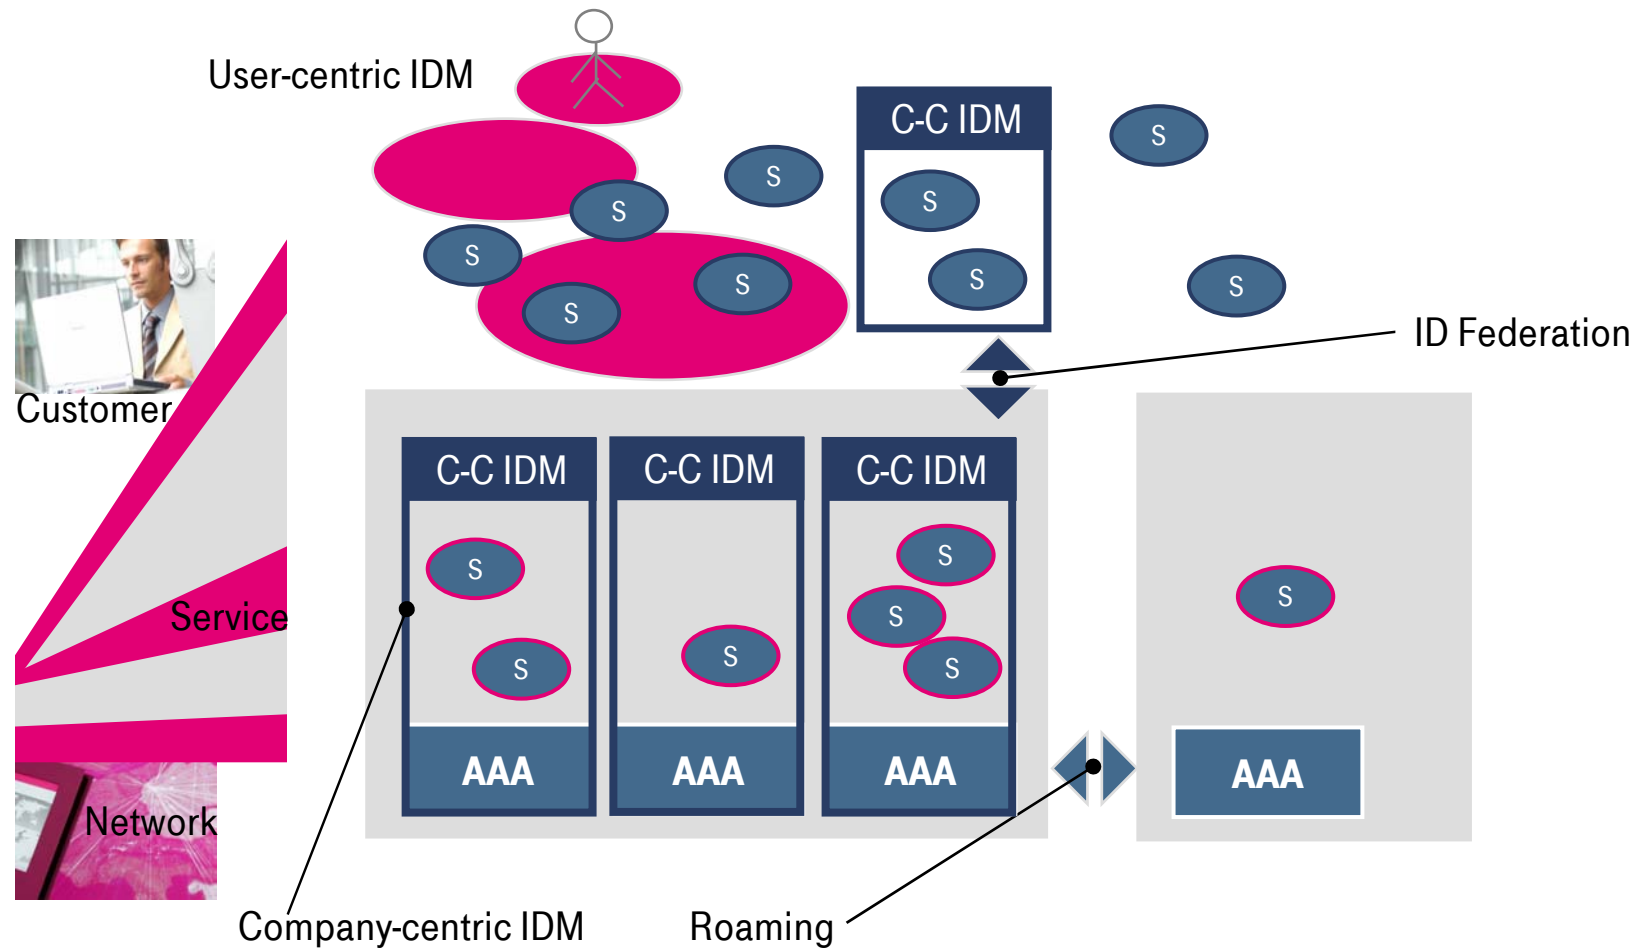 User-centric IDM
C-C IDM
S
S
S
S
S
S
S
S
S
S
ID Federation
Customer
C-C IDM
C-C IDM
C-C IDM
S
S
S
S
Service
S
S
S
AAA
AAA
AAA
AAA
Network
Company-centric IDM
Roaming